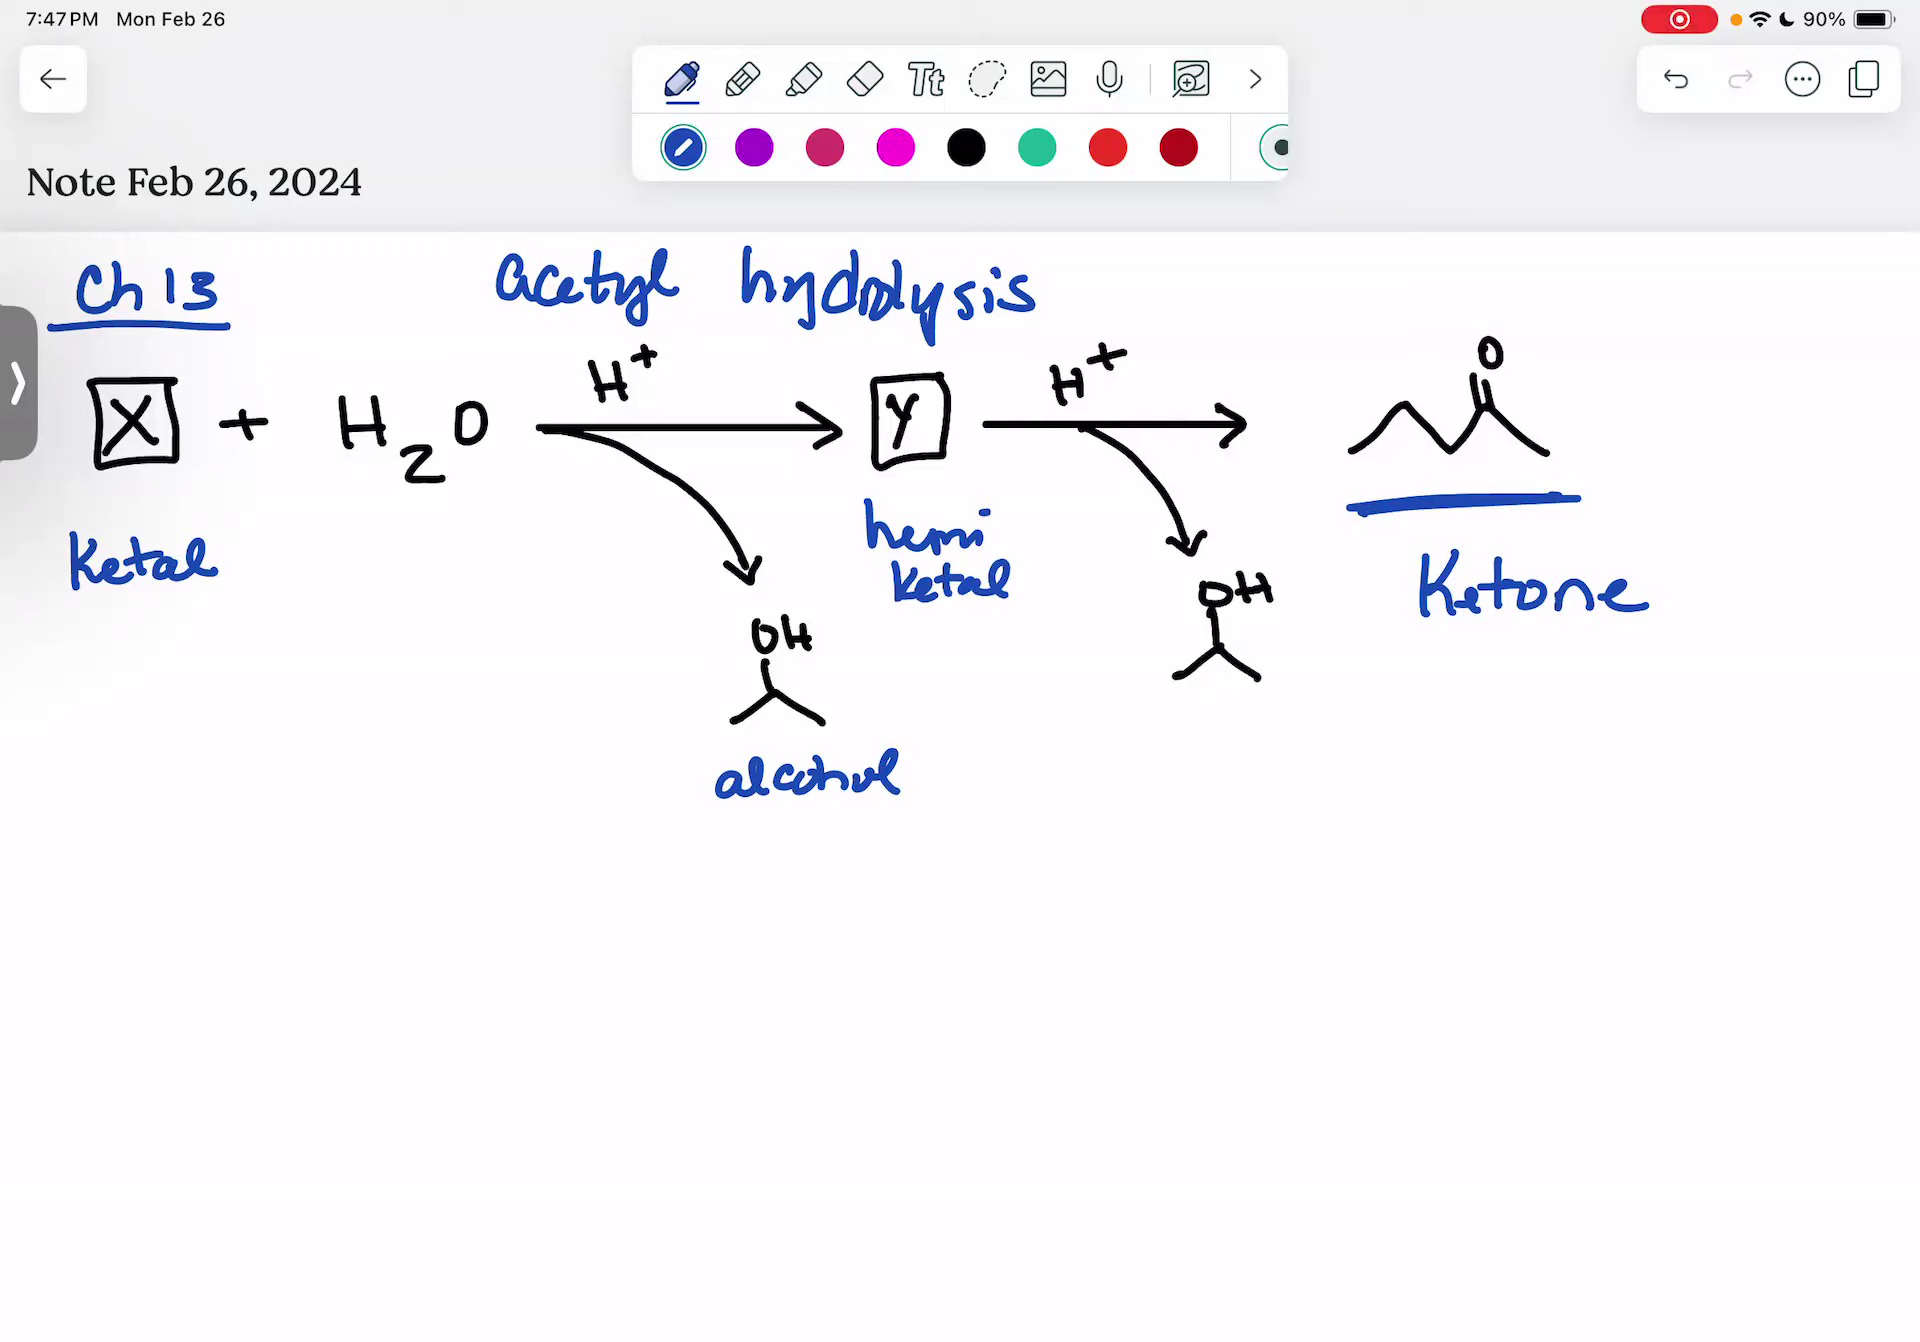 7:47 PM Mon Feb 26
90%
Tt
Note Feb 26, 2024
Ch 13
acetyl hydrolysis
X + H2O H+ Y H+ O
Ketal
hemi
ketal
Ketone
OH
OH
alcohol